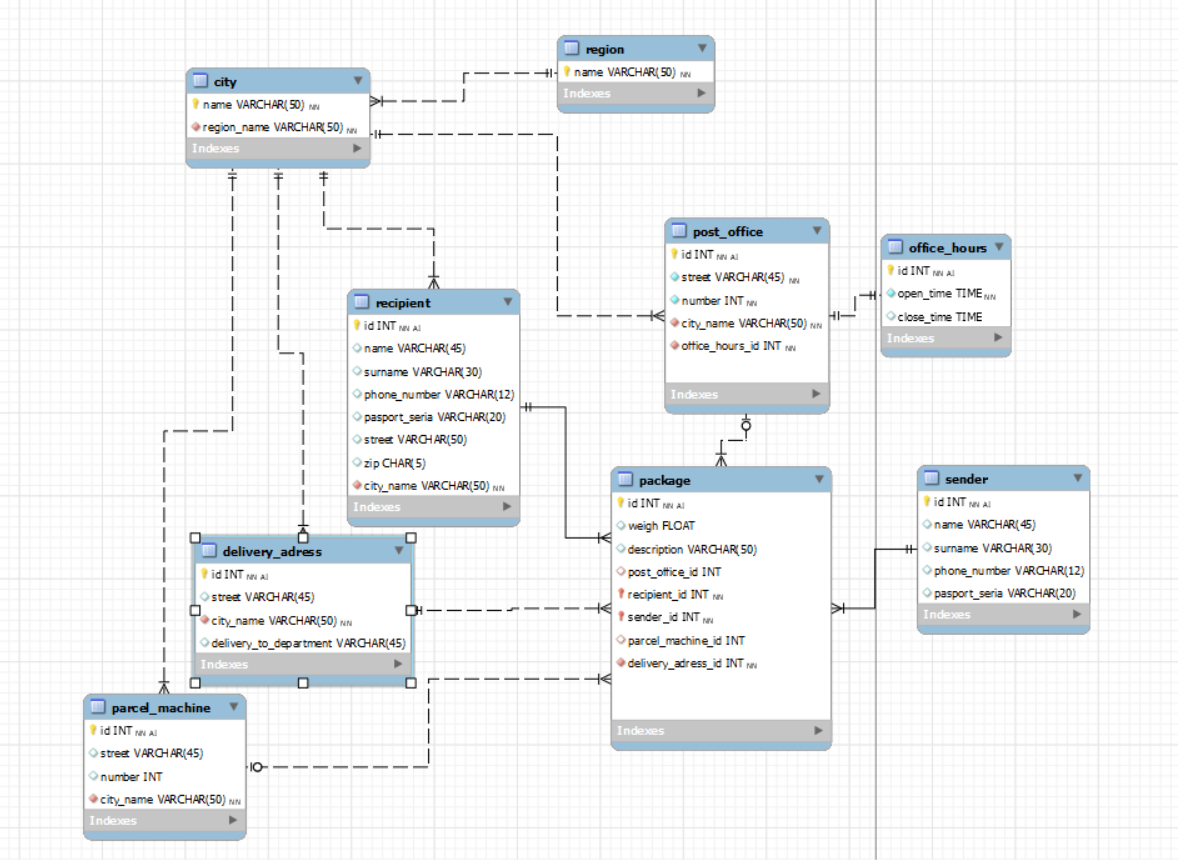 region
name VARCHAR(50) NN
Indexes
city
name VARCHAR(50) NN
region_name VARCHAR(50) NN
Indexes
post_office
id INT NN AI
street VARCHAR(45) NN
number INT NN
city_name VARCHAR(50) NN
office_hours_id INT NN
Indexes
office_hours
id INT NN AI
open_time TIME NN
close_time TIME
Indexes
recipient
id INT NN AI
name VARCHAR(45)
surname VARCHAR(30)
phone_number VARCHAR(12)
pasport_seria VARCHAR(20)
street VARCHAR(50)
zip CHAR(5)
city_name VARCHAR(50) NN
Indexes
package
id INT NN AI
weigh FLOAT
description VARCHAR(50)
post_office_id INT
recipient_id INT NN
sender_id INT NN
parcel_machine_id INT
delivery_adress_id INT NN
Indexes
sender
id INT NN AI
name VARCHAR(45)
surname VARCHAR(30)
phone_number VARCHAR(12)
pasport_seria VARCHAR(20)
Indexes
delivery_adress
id INT NN AI
street VARCHAR(45)
city_name VARCHAR(50) NN
delivery_to_department VARCHAR(45)
Indexes
parcel_machine
id INT NN AI
street VARCHAR(45)
number INT
city_name VARCHAR(50) NN
Indexes